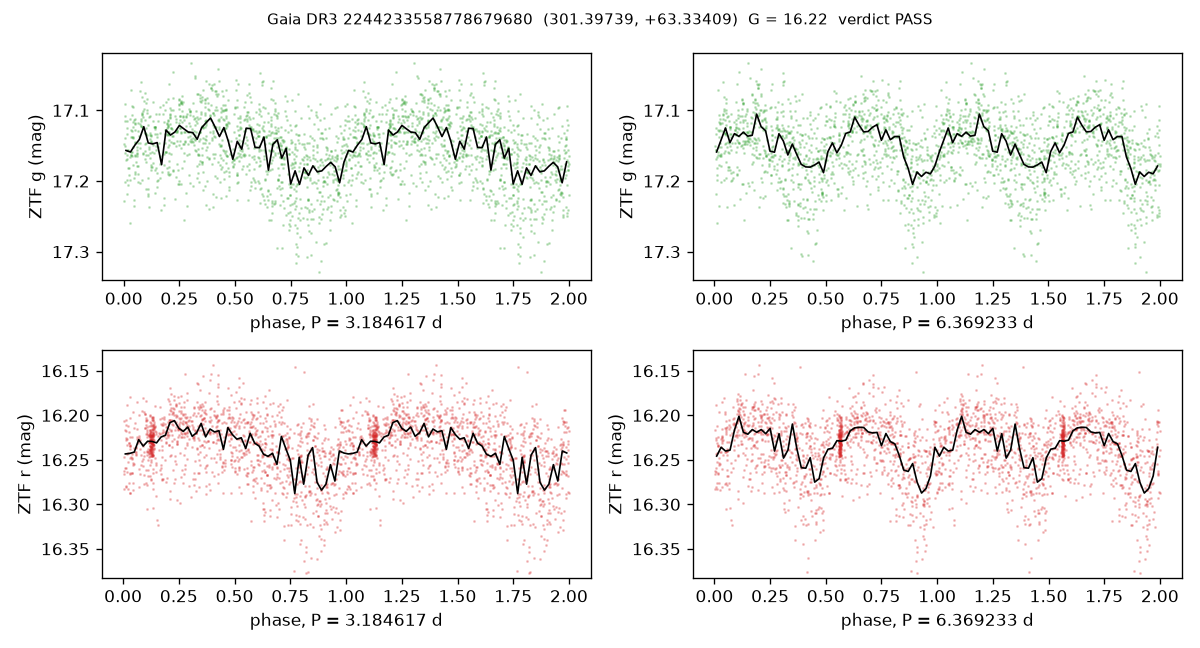 Gaia DR3 2244233558778679680 (301.39739, +63.33409) G = 16.22 verdict PASS
ZTF g (mag)
17.1
17.2
17.3
0.00 0.25 0.50 0.75 1.00 1.25 1.50 1.75 2.00
phase, P = 3.184617 d
ZTF g (mag)
17.1
17.2
17.3
0.00 0.25 0.50 0.75 1.00 1.25 1.50 1.75 2.00
phase, P = 6.369233 d
ZTF r (mag)
16.15
16.20
16.25
16.30
16.35
0.00 0.25 0.50 0.75 1.00 1.25 1.50 1.75 2.00
phase, P = 3.184617 d
ZTF r (mag)
16.15
16.20
16.25
16.30
16.35
0.00 0.25 0.50 0.75 1.00 1.25 1.50 1.75 2.00
phase, P = 6.369233 d